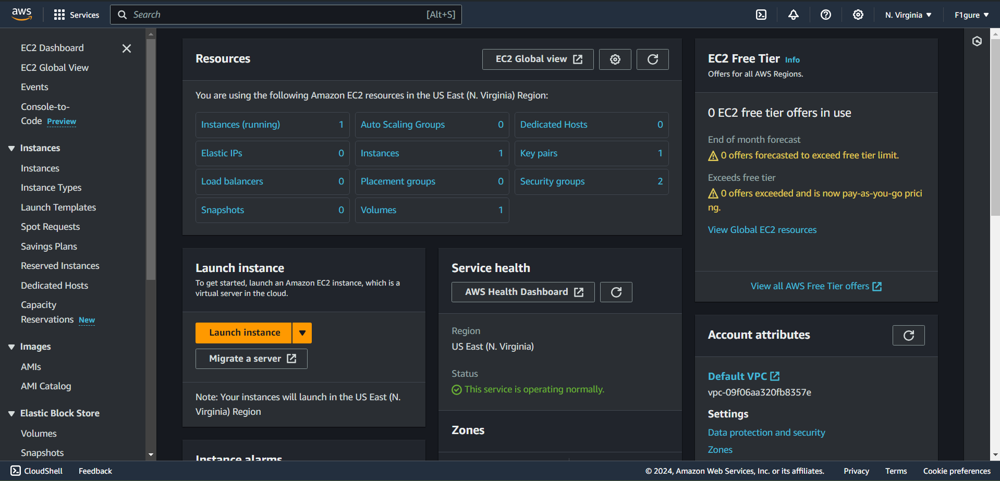 aws
Services
Search
[Alt+S]
N. Virginia
F1gure
EC2 Dashboard
EC2 Global View
Events
Console-to-
Code Preview
Instances
Instances
Instance Types
Launch Templates
Spot Requests
Savings Plans
Reserved Instances
Dedicated Hosts
Capacity
Reservations New
Images
AMIs
AMI Catalog
Elastic Block Store
Volumes
Snapshots
Resources
EC2 Global view
You are using the following Amazon EC2 resources in the US East (N. Virginia) Region:
Instances (running) 1
Auto Scaling Groups 0
Dedicated Hosts 0
Elastic IPs 0
Instances 1
Key pairs 1
Load balancers 0
Placement groups 0
Security groups 2
Snapshots 0
Volumes 1
Launch instance
To get started, launch an Amazon EC2 instance, which is a
virtual server in the cloud.
Launch instance
Migrate a server
Note: Your instances will launch in the US East (N.
Virginia) Region
Instance alarms
Service health
AWS Health Dashboard
Region
US East (N. Virginia)
Status
This service is operating normally.
Zones
EC2 Free Tier Info
Offers for all AWS Regions.
0 EC2 free tier offers in use
End of month forecast
0 offers forecasted to exceed free tier limit.
Exceeds free tier
0 offers exceeded and is now pay-as-you-go prici
ng.
View Global EC2 resources
View all AWS Free Tier offers
Account attributes
Default VPC
vpc-09f06aa320fb8357e
Settings
Data protection and security
Zones
CloudShell
Feedback
© 2024, Amazon Web Services, Inc. or its affiliates.
Privacy
Terms
Cookie preferences